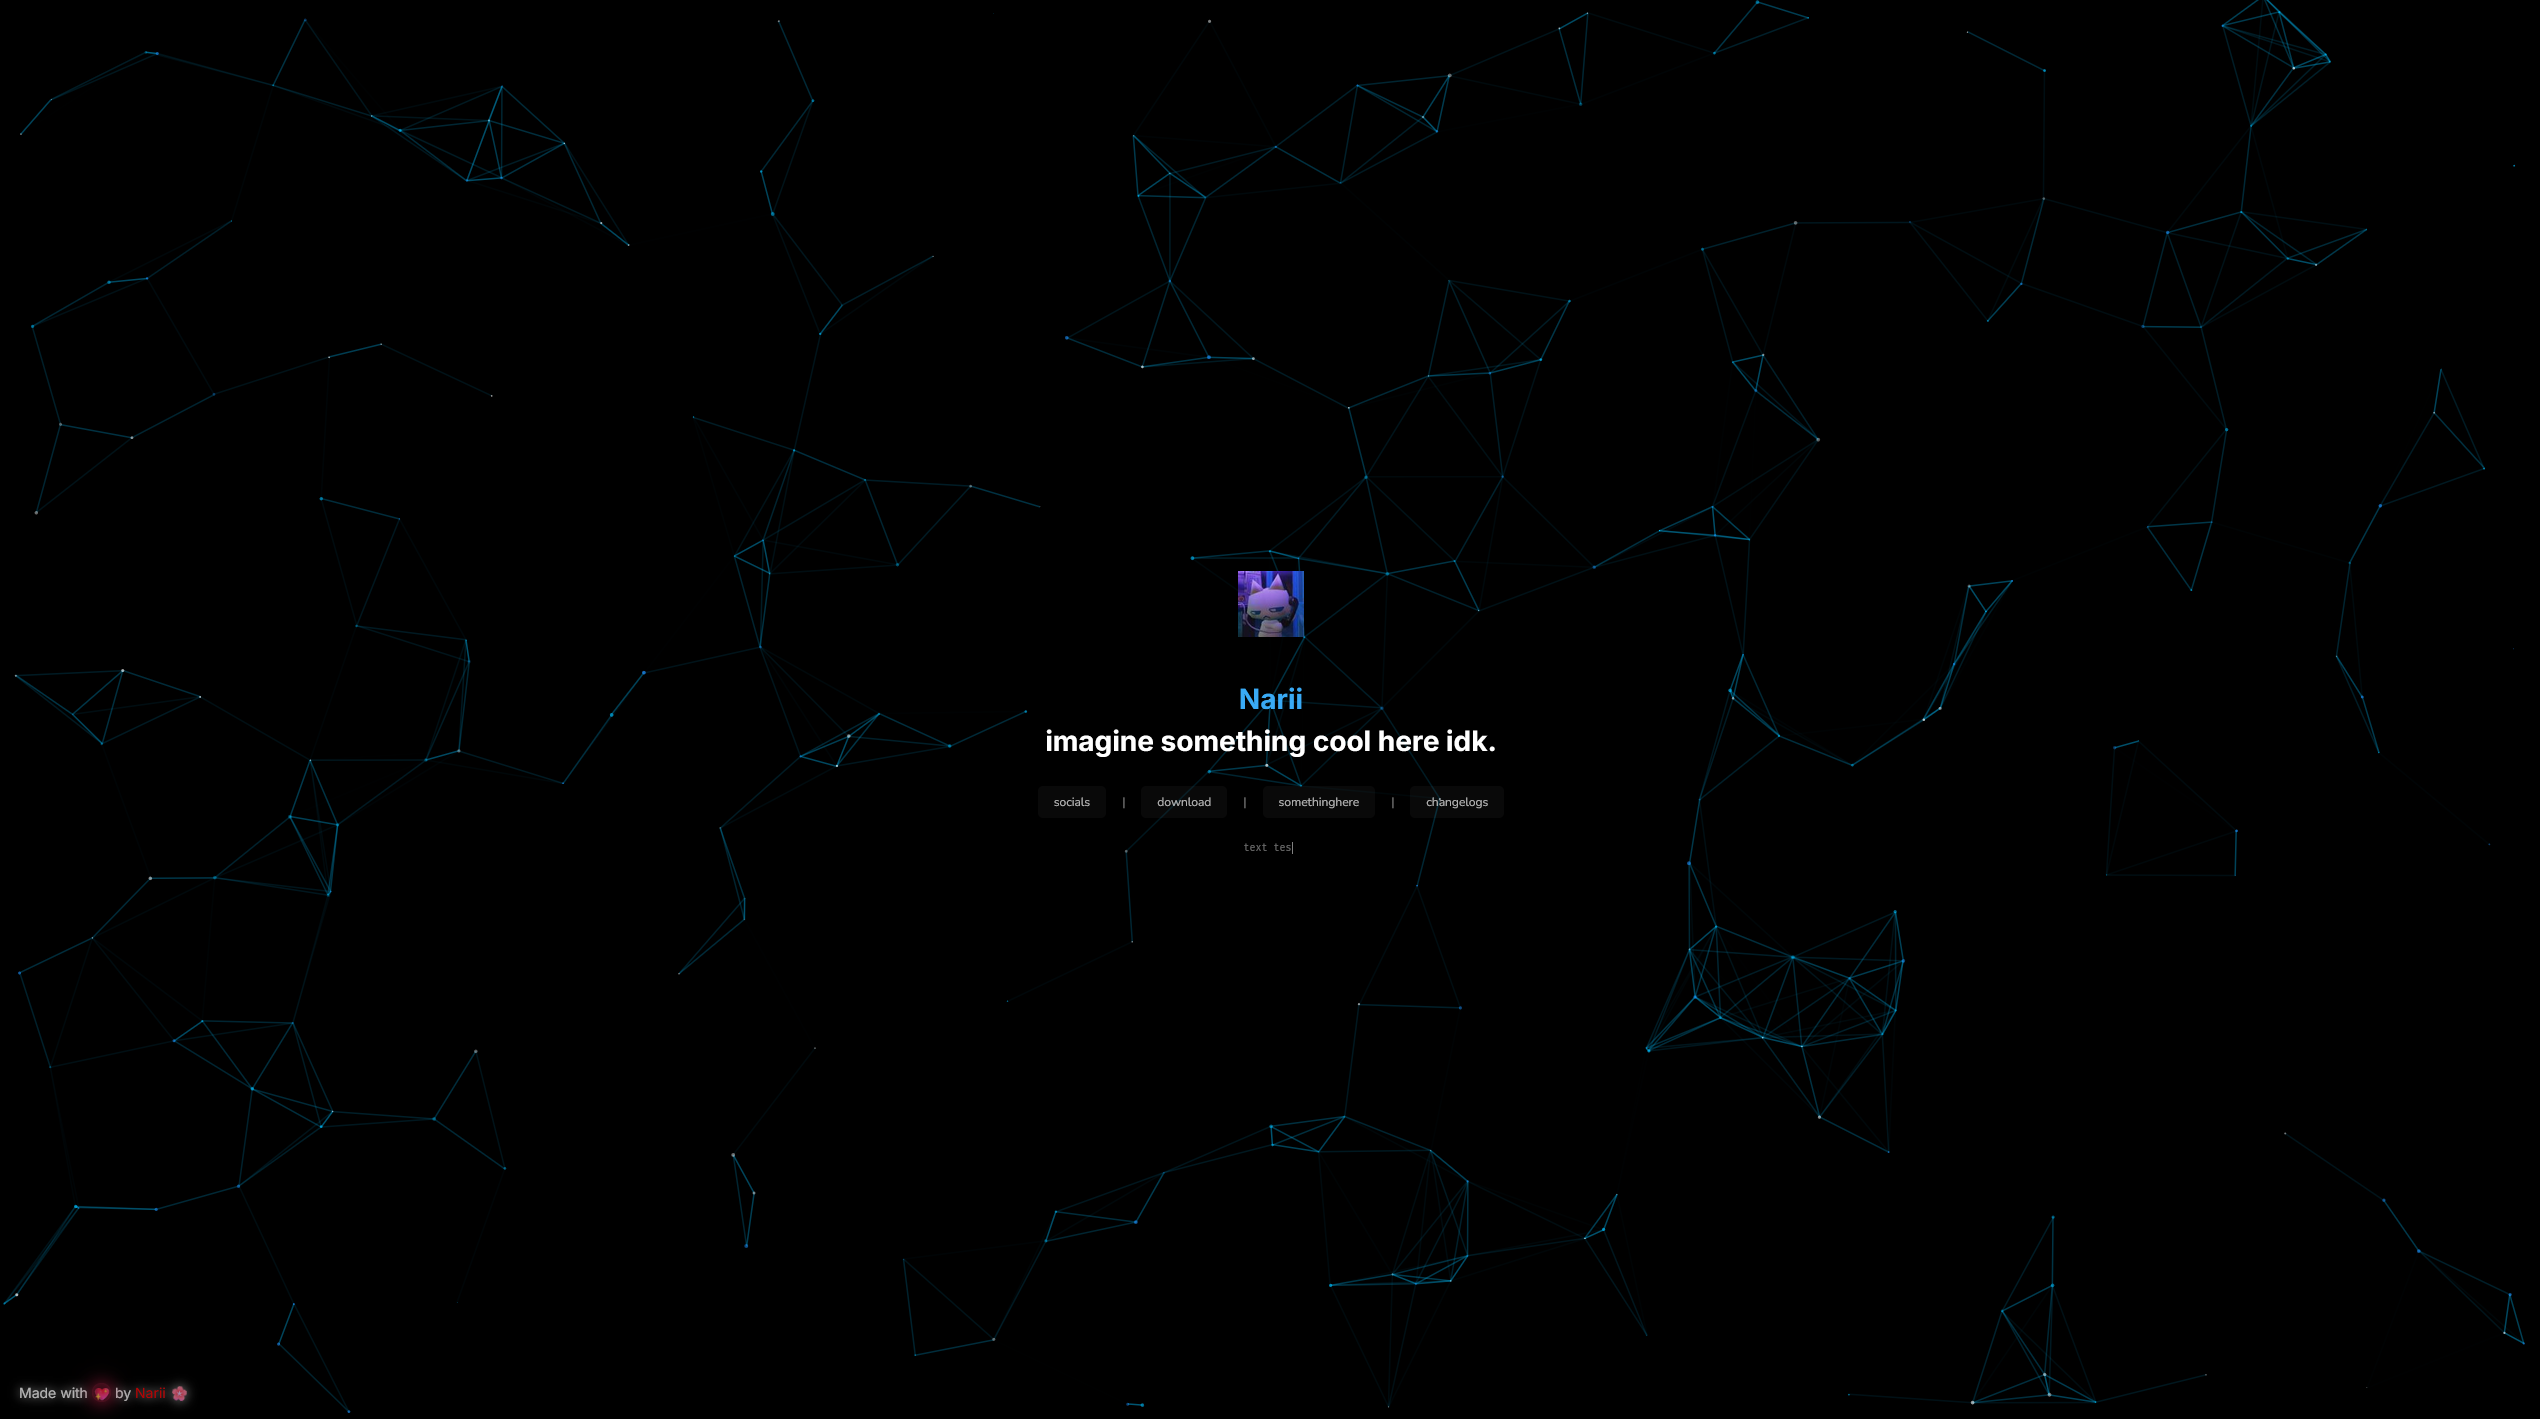 Narii
imagine something cool here idk.
socials | download | somethinghere | changelogs
text tes
Made with 💖 by Narii 🌸